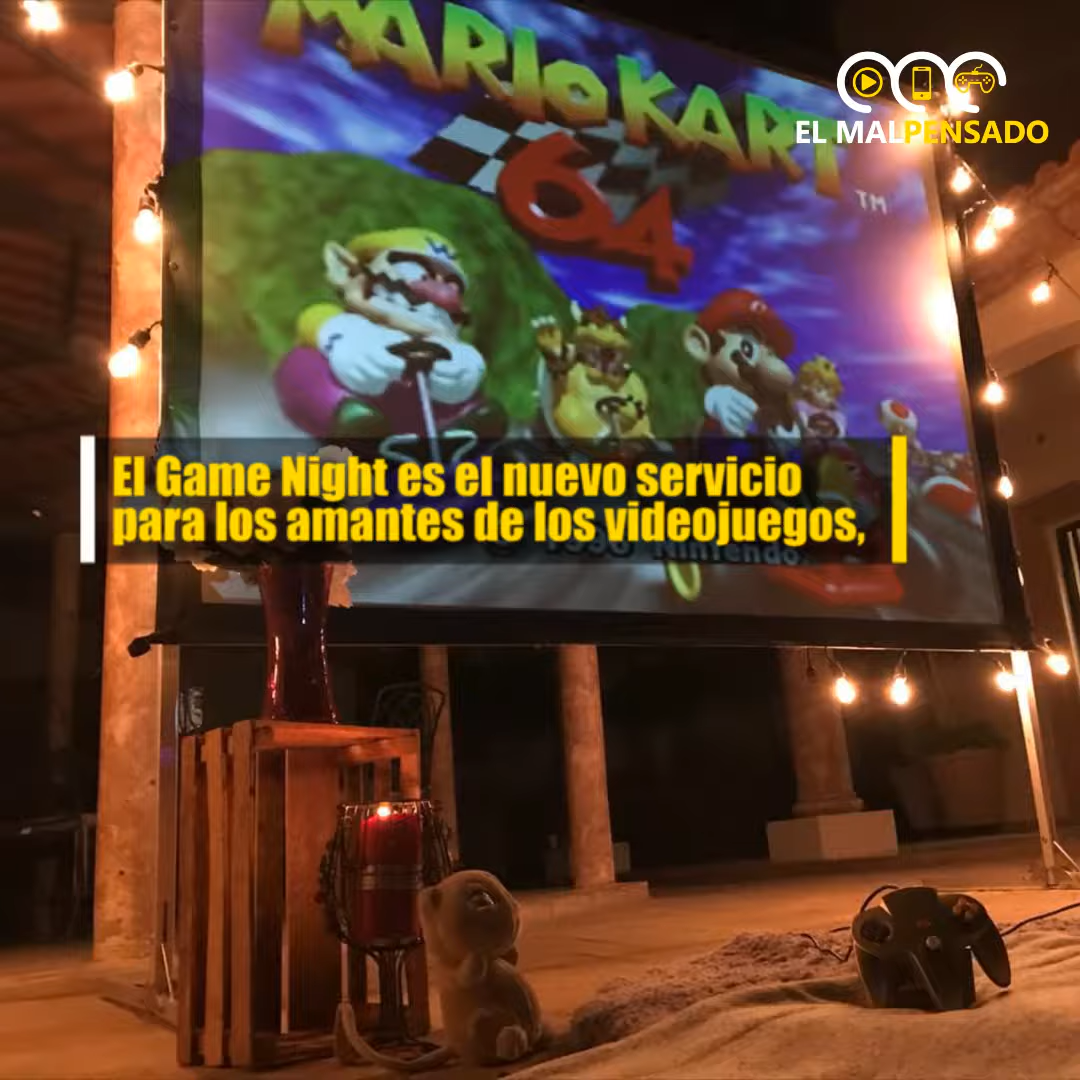 MARIO KART
64
TM
EL MALPENSADO
El Game Night es el nuevo servicio
para los amantes de los videojuegos,
Nintendo